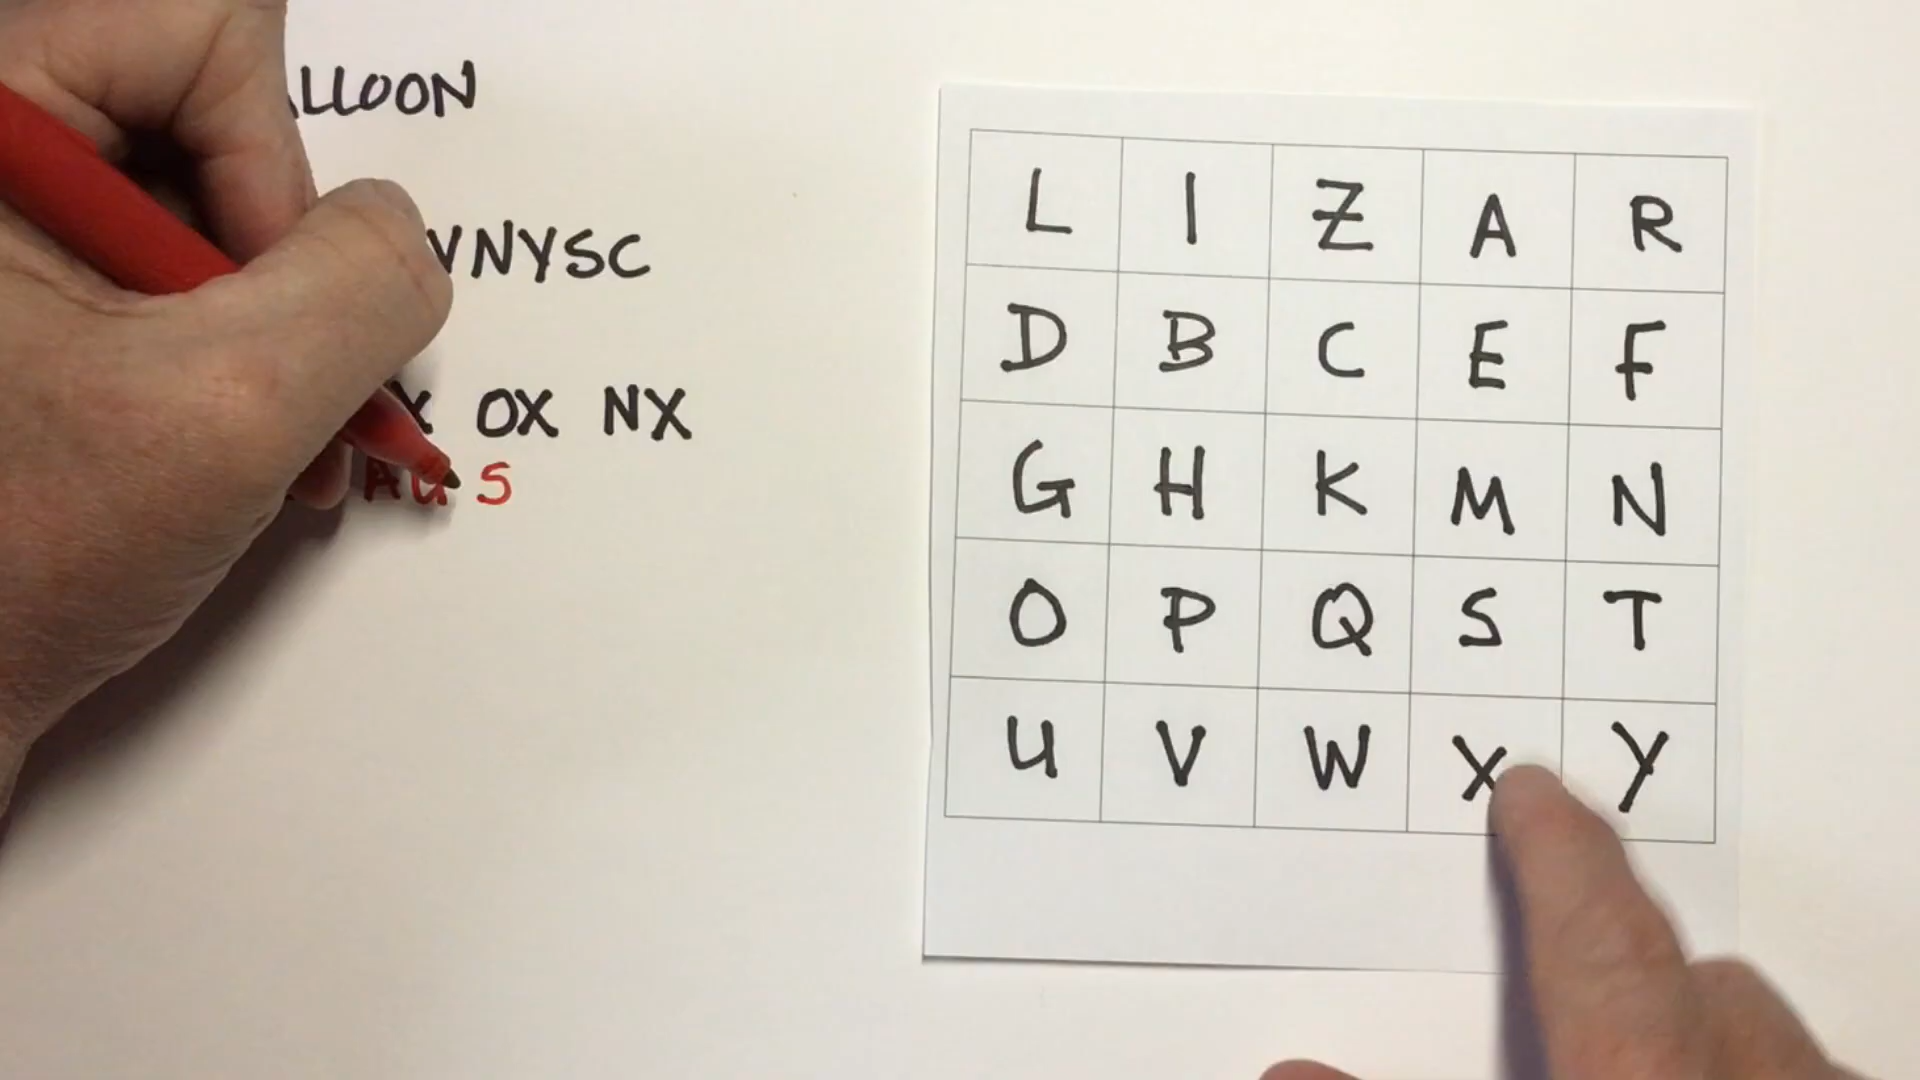 ALLOON
VNYSC
X OX NX
A U S
L I Z A R
D B C E F
G H K M N
O P Q S T
U V W X Y